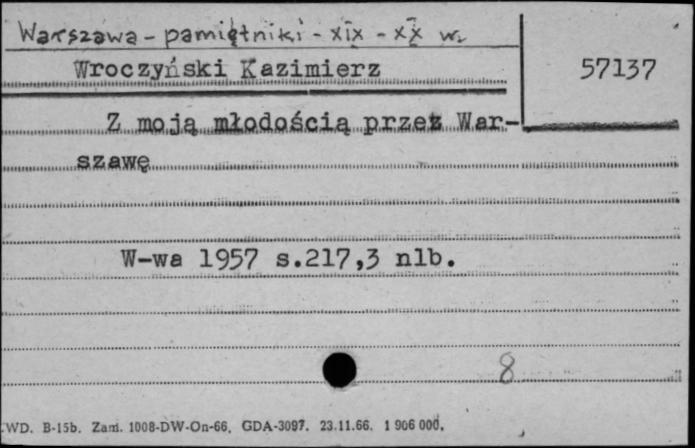 Warszawa - pamiętniki - XIX - XX w.
Wroczyński Kazimierz
57137
Z moją młodością przez War-
szawę
W-wa 1957 s.217,3 nlb.
8
WD. B-15b. Zam. 1008-DW-On-66. GDA-3097. 23.11.66. 1 906 000.